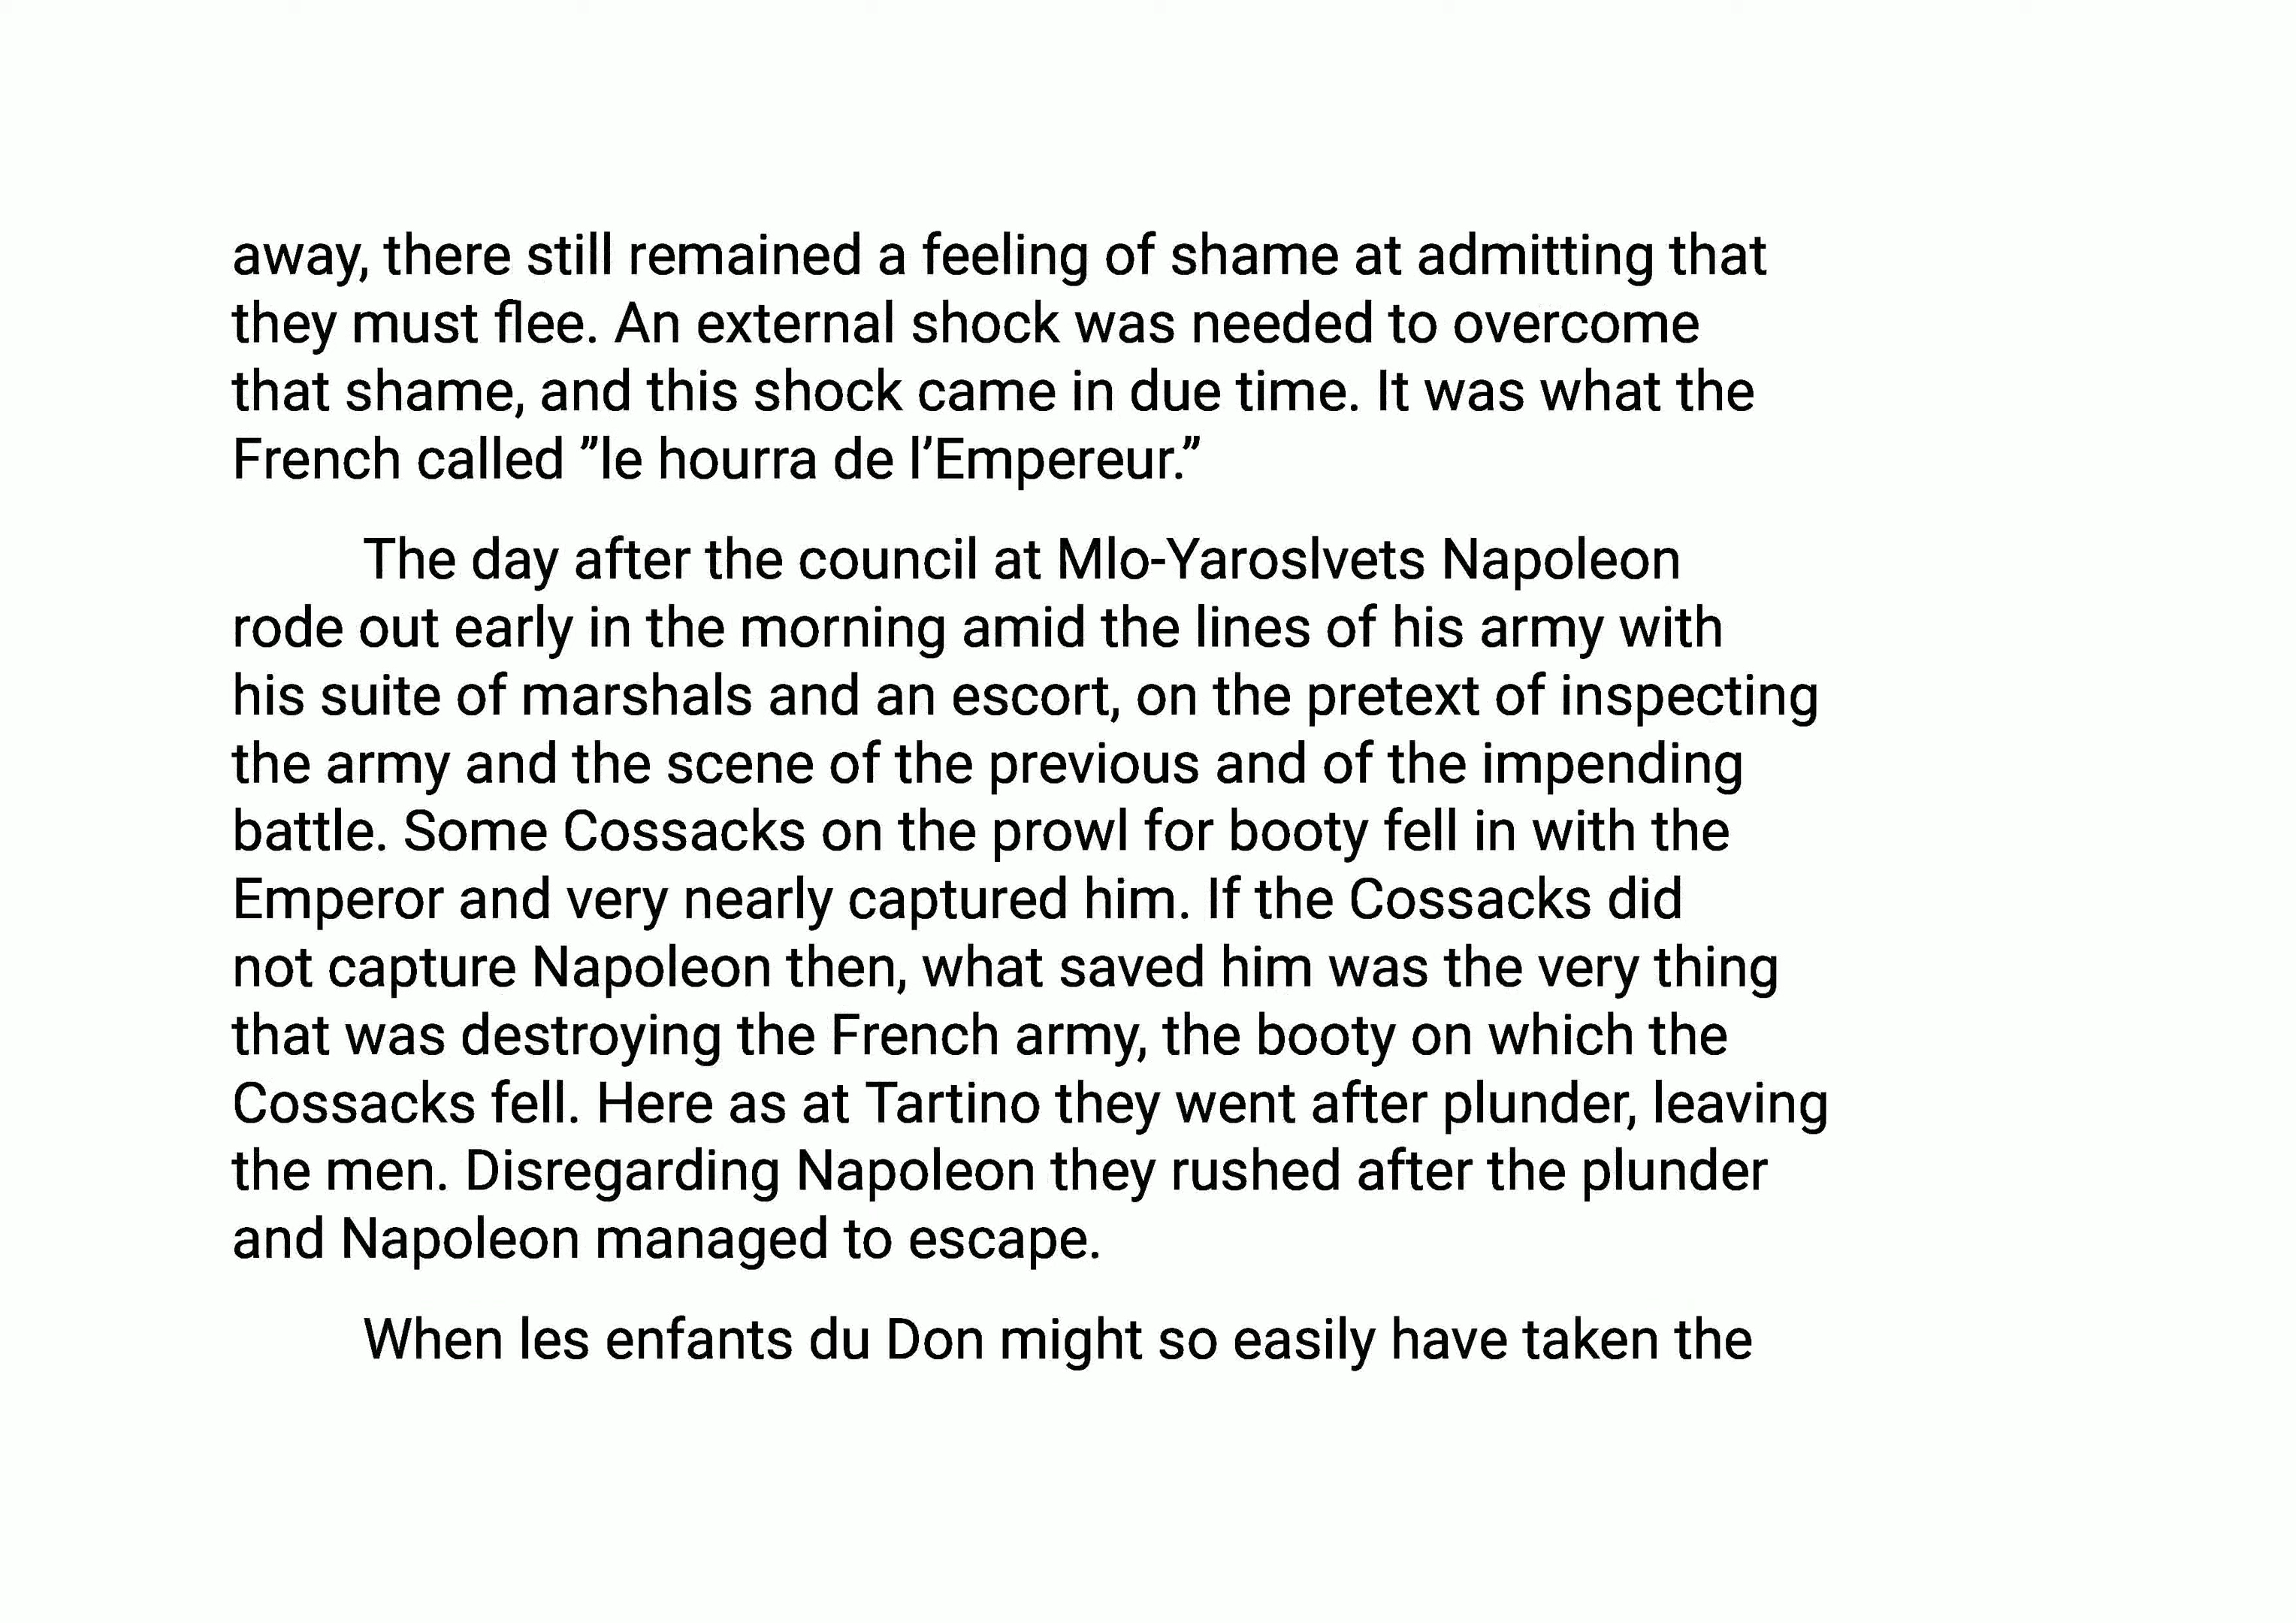 away, there still remained a feeling of shame at admitting that
they must flee. An external shock was needed to overcome
that shame, and this shock came in due time. It was what the
French called ”le hourra de l’Empereur.”
The day after the council at Mlo-Yaroslvets Napoleon
rode out early in the morning amid the lines of his army with
his suite of marshals and an escort, on the pretext of inspecting
the army and the scene of the previous and of the impending
battle. Some Cossacks on the prowl for booty fell in with the
Emperor and very nearly captured him. If the Cossacks did
not capture Napoleon then, what saved him was the very thing
that was destroying the French army, the booty on which the
Cossacks fell. Here as at Tartino they went after plunder, leaving
the men. Disregarding Napoleon they rushed after the plunder
and Napoleon managed to escape.
When les enfants du Don might so easily have taken the